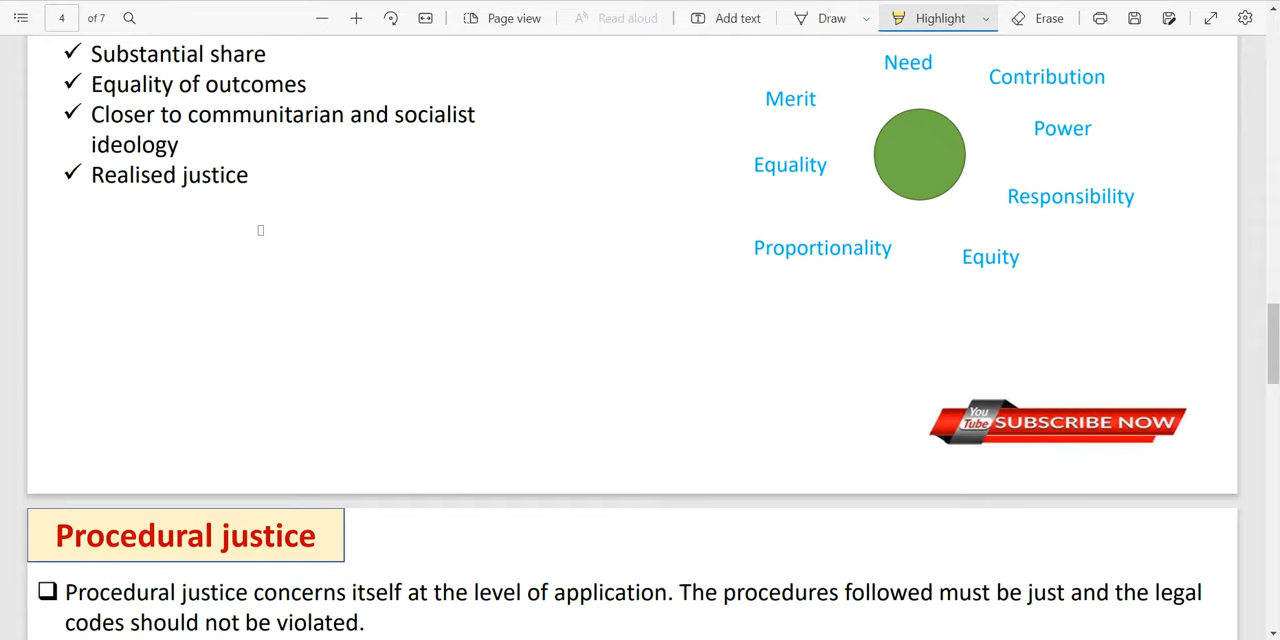 4 of 7 Page view Read aloud Add text Draw Highlight Erase
✓ Substantial share
✓ Equality of outcomes
✓ Closer to communitarian and socialist
ideology
✓ Realised justice
Need
Contribution
Merit
Power
Equality
Responsibility
Proportionality
Equity
You
Tube SUBSCRIBE NOW
Procedural justice
❑ Procedural justice concerns itself at the level of application. The procedures followed must be just and the legal
codes should not be violated.